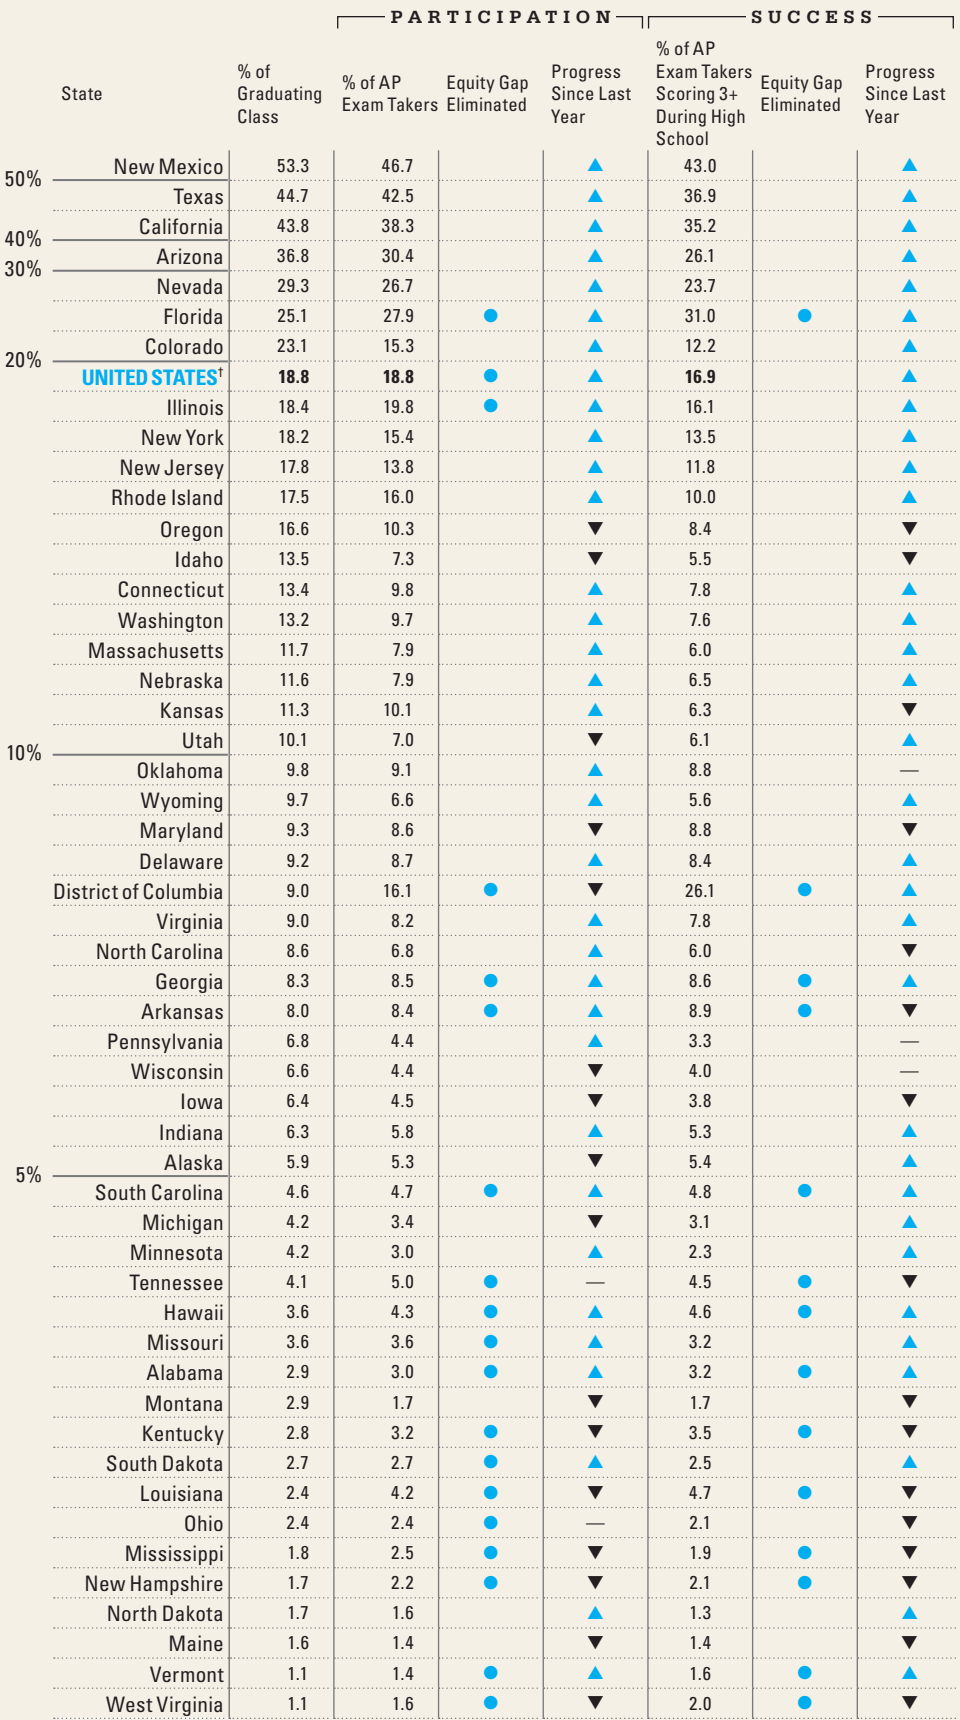 PARTICIPATION SUCCESS
State
% of
Graduating
Class
% of AP
Exam Takers
Equity Gap
Eliminated
Progress
Since Last
Year
% of AP
Exam Takers
Scoring 3+
During High
School
Equity Gap
Eliminated
Progress
Since Last
Year
New Mexico 53.3 46.7 ▲ 43.0 ▲
50%
Texas 44.7 42.5 ▲ 36.9 ▲
California 43.8 38.3 ▲ 35.2 ▲
40%
Arizona 36.8 30.4 ▲ 26.1 ▲
30%
Nevada 29.3 26.7 ▲ 23.7 ▲
Florida 25.1 27.9 ● ▲ 31.0 ● ▲
Colorado 23.1 15.3 ▲ 12.2 ▲
20%
UNITED STATES† 18.8 18.8 ● ▲ 16.9 ▲
Illinois 18.4 19.8 ● ▲ 16.1 ▲
New York 18.2 15.4 ▲ 13.5 ▲
New Jersey 17.8 13.8 ▲ 11.8 ▲
Rhode Island 17.5 16.0 ▲ 10.0 ▲
Oregon 16.6 10.3 ▼ 8.4 ▼
Idaho 13.5 7.3 ▼ 5.5 ▼
Connecticut 13.4 9.8 ▲ 7.8 ▲
Washington 13.2 9.7 ▲ 7.6 ▲
Massachusetts 11.7 7.9 ▲ 6.0 ▲
Nebraska 11.6 7.9 ▲ 6.5 ▲
Kansas 11.3 10.1 ▲ 6.3 ▼
Utah 10.1 7.0 ▼ 6.1 ▲
10%
Oklahoma 9.8 9.1 ▲ 8.8 —
Wyoming 9.7 6.6 ▲ 5.6 ▲
Maryland 9.3 8.6 ▼ 8.8 ▼
Delaware 9.2 8.7 ▲ 8.4 ▲
District of Columbia 9.0 16.1 ● ▼ 26.1 ● ▲
Virginia 9.0 8.2 ▲ 7.8 ▲
North Carolina 8.6 6.8 ▲ 6.0 ▼
Georgia 8.3 8.5 ● ▲ 8.6 ● ▲
Arkansas 8.0 8.4 ● ▲ 8.9 ● ▼
Pennsylvania 6.8 4.4 ▲ 3.3 —
Wisconsin 6.6 4.4 ▼ 4.0 —
Iowa 6.4 4.5 ▼ 3.8 ▼
Indiana 6.3 5.8 ▲ 5.3 ▲
Alaska 5.9 5.3 ▼ 5.4 ▲
5%
South Carolina 4.6 4.7 ● ▲ 4.8 ● ▲
Michigan 4.2 3.4 ▼ 3.1 ▲
Minnesota 4.2 3.0 ▲ 2.3 ▲
Tennessee 4.1 5.0 ● — 4.5 ● ▼
Hawaii 3.6 4.3 ● ▲ 4.6 ● ▲
Missouri 3.6 3.6 ● ▲ 3.2 ▲
Alabama 2.9 3.0 ● ▲ 3.2 ● ▲
Montana 2.9 1.7 ▼ 1.7 ▼
Kentucky 2.8 3.2 ● ▼ 3.5 ● ▼
South Dakota 2.7 2.7 ● ▲ 2.5 ▲
Louisiana 2.4 4.2 ● ▼ 4.7 ● ▼
Ohio 2.4 2.4 ● — 2.1 ▼
Mississippi 1.8 2.5 ● ▼ 1.9 ● ▼
New Hampshire 1.7 2.2 ● ▼ 2.1 ● ▼
North Dakota 1.7 1.6 ▲ 1.3 ▲
Maine 1.6 1.4 ▼ 1.4 ▼
Vermont 1.1 1.4 ● ▲ 1.6 ● ▲
West Virginia 1.1 1.6 ● ▼ 2.0 ● ▼